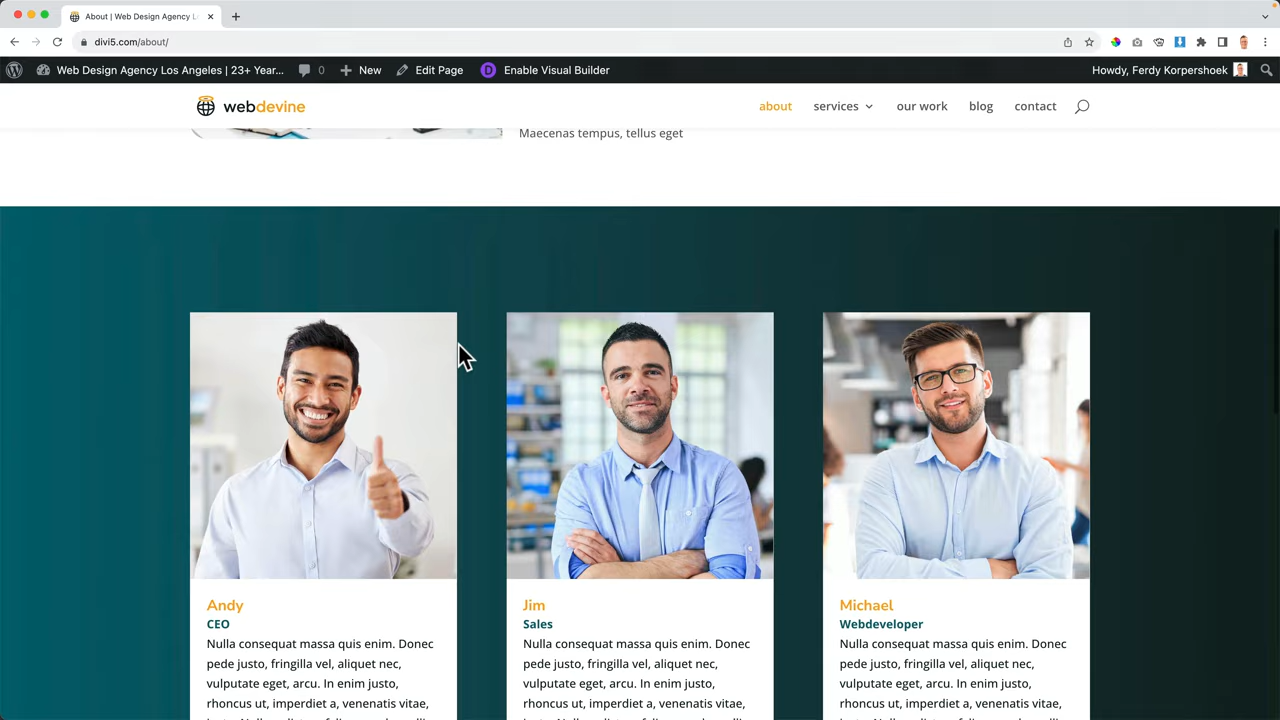 About | Web Design Agency Lo
divi5.com/about/
Web Design Agency Los Angeles | 23+ Year...
0
New
Edit Page
Enable Visual Builder
Howdy, Ferdy Korpershoek
webdevine
about
services
our work
blog
contact
Maecenas tempus, tellus eget
Andy
CEO
Nulla consequat massa quis enim. Donec
pede justo, fringilla vel, aliquet nec,
vulputate eget, arcu. In enim justo,
rhoncus ut, imperdiet a, venenatis vitae,
Jim
Sales
Nulla consequat massa quis enim. Donec
pede justo, fringilla vel, aliquet nec,
vulputate eget, arcu. In enim justo,
rhoncus ut, imperdiet a, venenatis vitae,
Michael
Webdeveloper
Nulla consequat massa quis enim. Donec
pede justo, fringilla vel, aliquet nec,
vulputate eget, arcu. In enim justo,
rhoncus ut, imperdiet a, venenatis vitae,